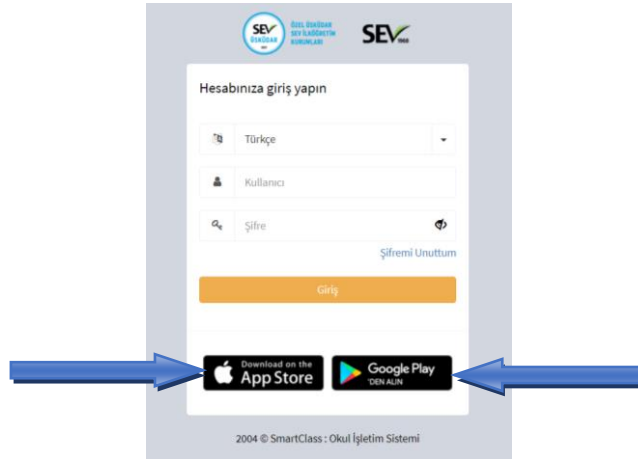 SEV
ÜSKÜDAR
ÖZEL ÜSKÜDAR
SEV İLKÖĞRETİM
KURUMLARI
SEV
Hesabınıza giriş yapın
Türkçe
Kullanıcı
Şifre
Şifremi Unuttum
Giriş
Download on the
App Store
Google Play
'DEN ALIN
2004 © SmartClass : Okul İşletim Sistemi